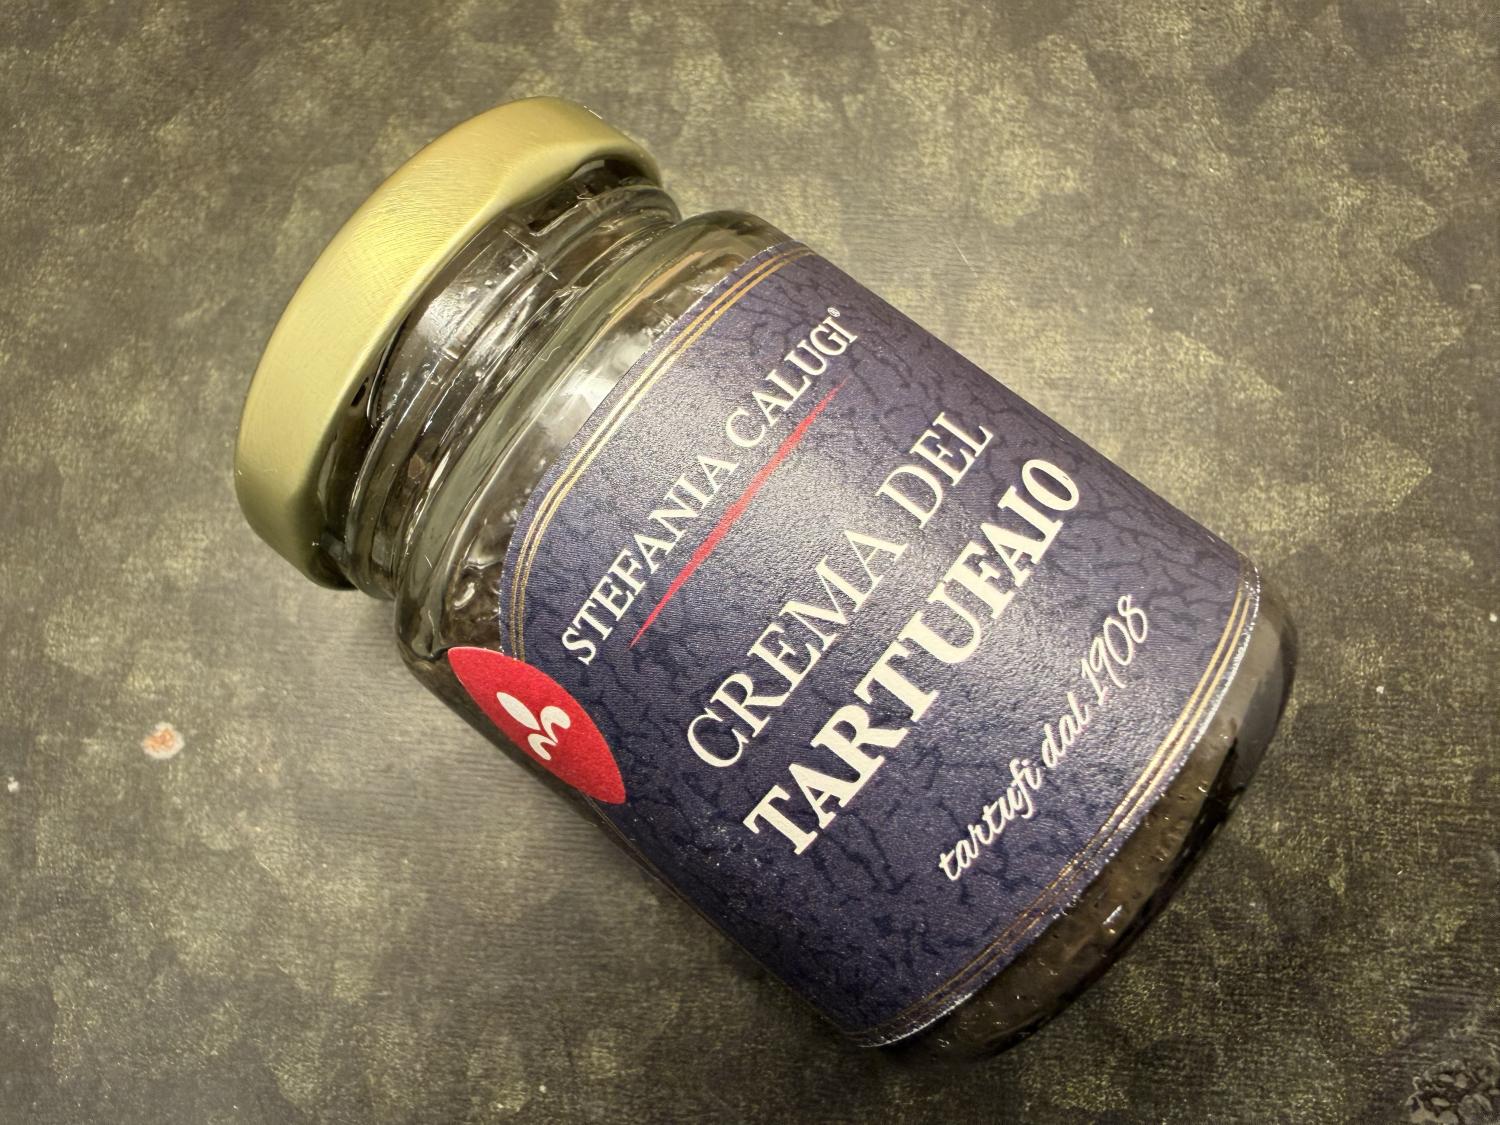 STEFANIA CALUGI®
CREMA DEL
TARTUFAIO
tartufi dal 1908